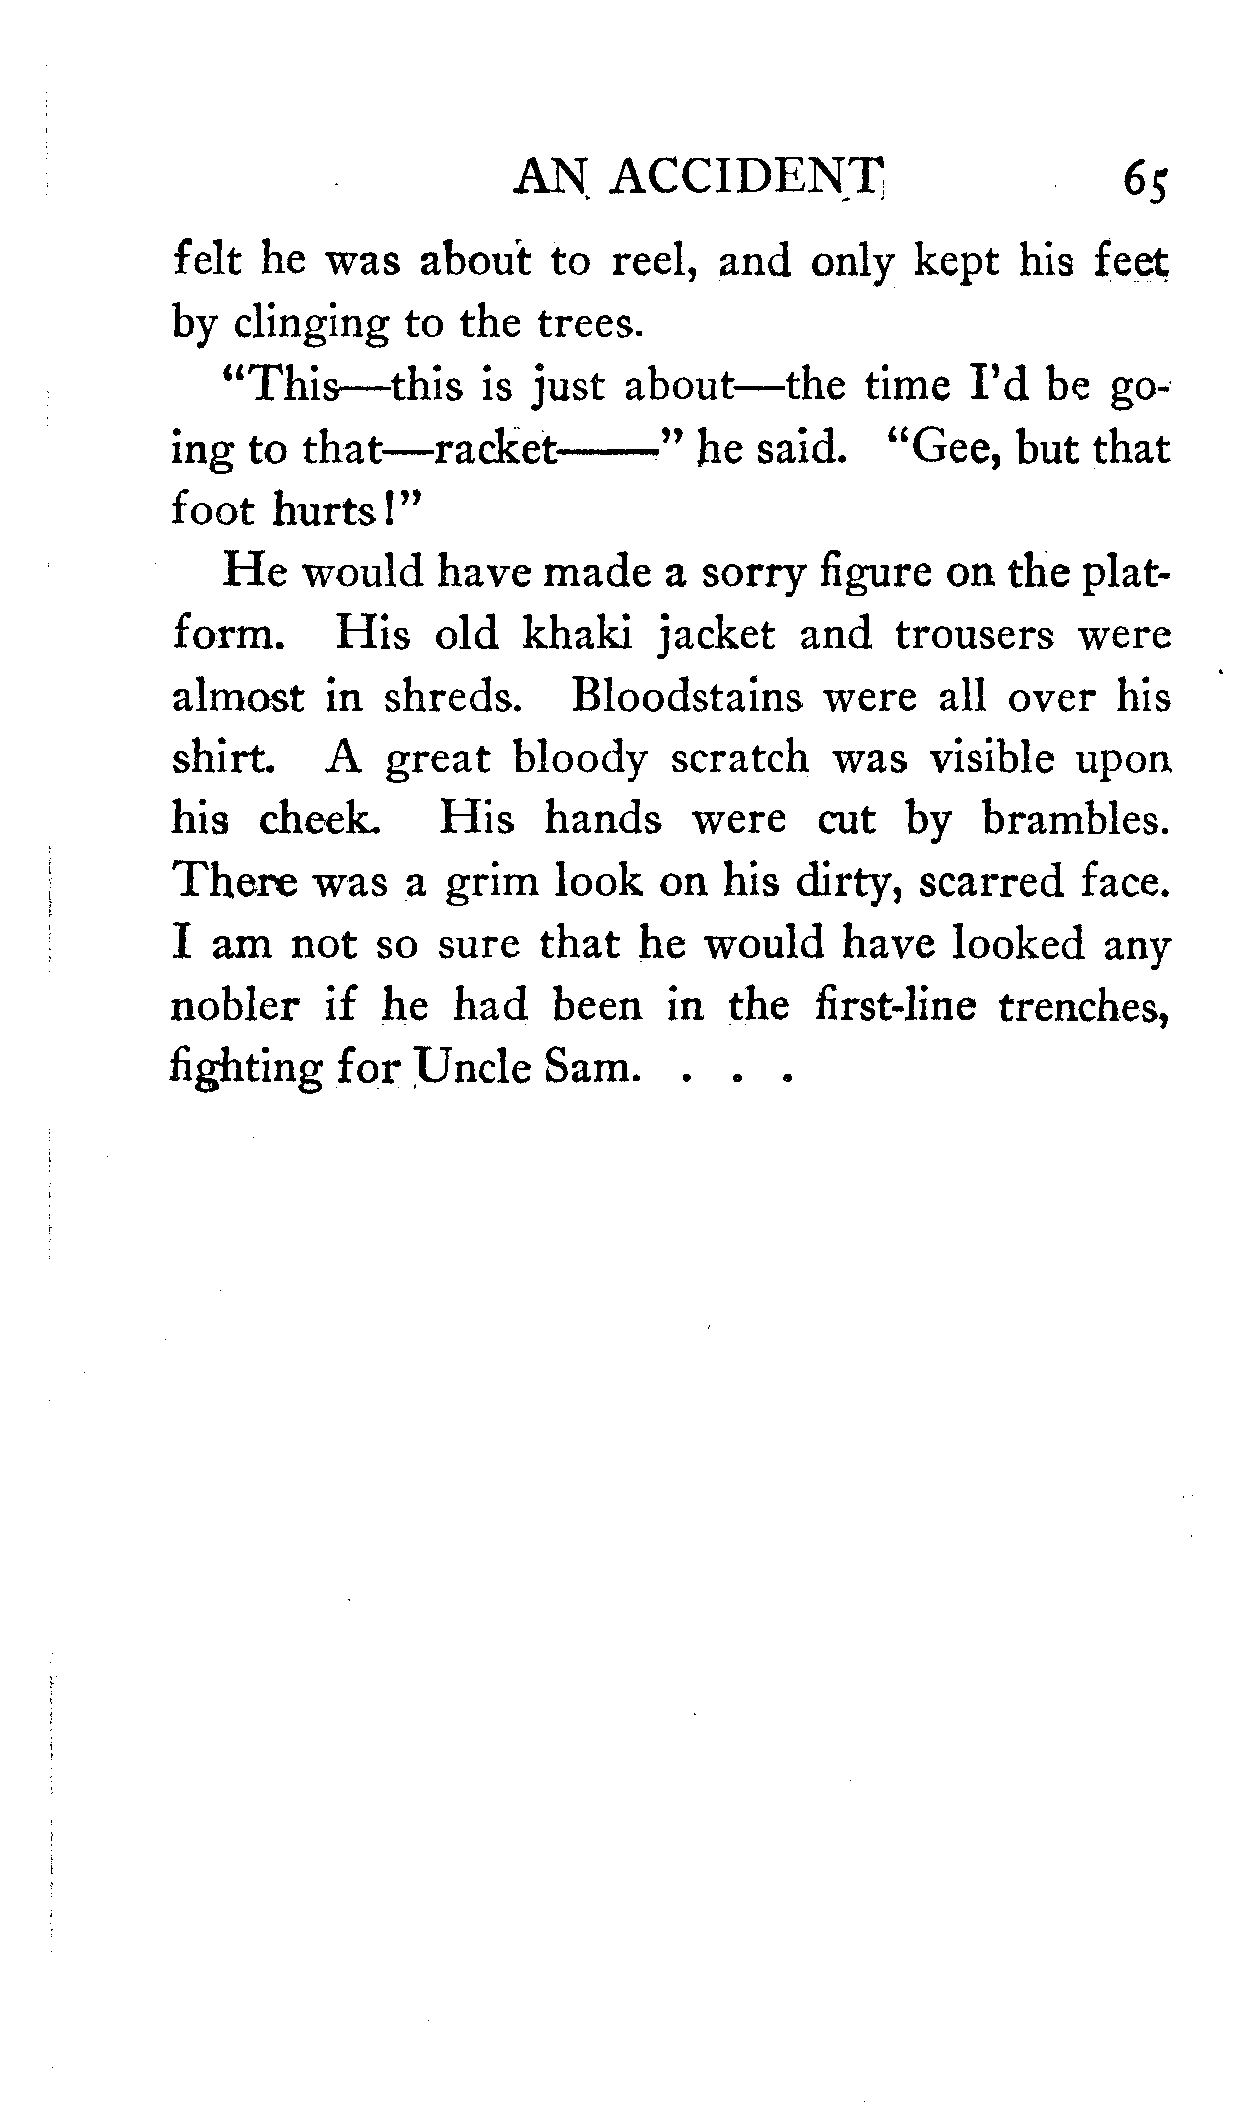 AN ACCIDENT 65
felt he was about to reel, and only kept his feet
by clinging to the trees.
“This—this is just about—the time I’d be go-
ing to that—racket——” he said. “Gee, but that
foot hurts!”
He would have made a sorry figure on the plat-
form. His old khaki jacket and trousers were
almost in shreds. Bloodstains were all over his
shirt. A great bloody scratch was visible upon
his cheek. His hands were cut by brambles.
There was a grim look on his dirty, scarred face.
I am not so sure that he would have looked any
nobler if he had been in the first-line trenches,
fighting for Uncle Sam. . . .